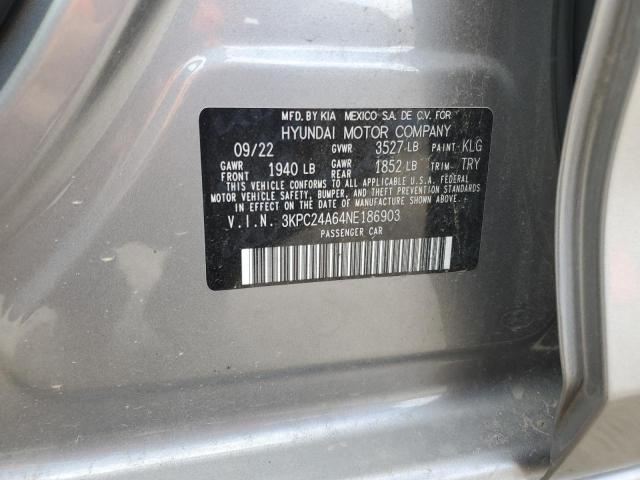 MFD. BY KIA MEXICO S.A. DE C.V. FOR
HYUNDAI MOTOR COMPANY
09/22 GVWR 3527 LB PAINT-KLG
GAWR FRONT 1940 LB GAWR REAR 1852 LB TRIM- TRY
THIS VEHICLE CONFORMS TO ALL APPLICABLE U.S.A. FEDERAL
MOTOR VEHICLE SAFETY, BUMPER, AND THEFT PREVENTION STANDARDS
IN EFFECT ON THE DATE OF MANUFACTURE SHOWN ABOVE.
V.I.N. 3KPC24A64NE186903
PASSENGER CAR